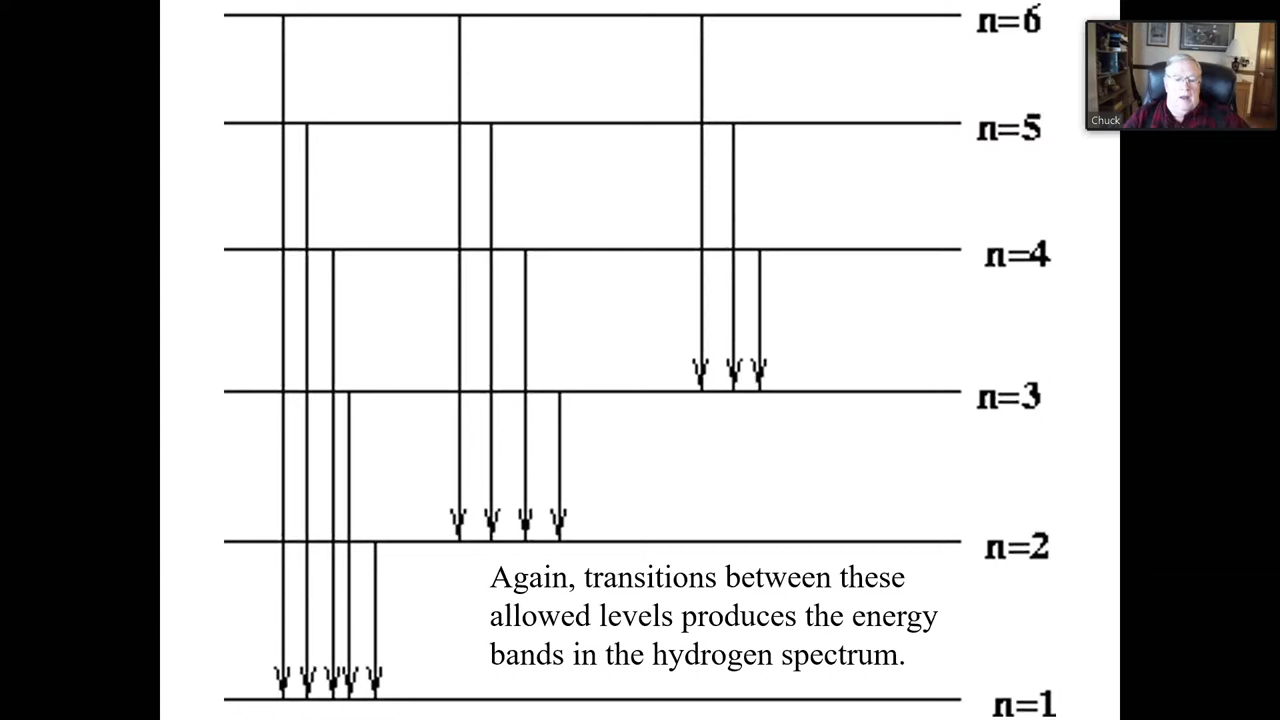 n=6
n=5
Chuck
n=4
n=3
n=2
Again, transitions between these
allowed levels produces the energy
bands in the hydrogen spectrum.
n=1